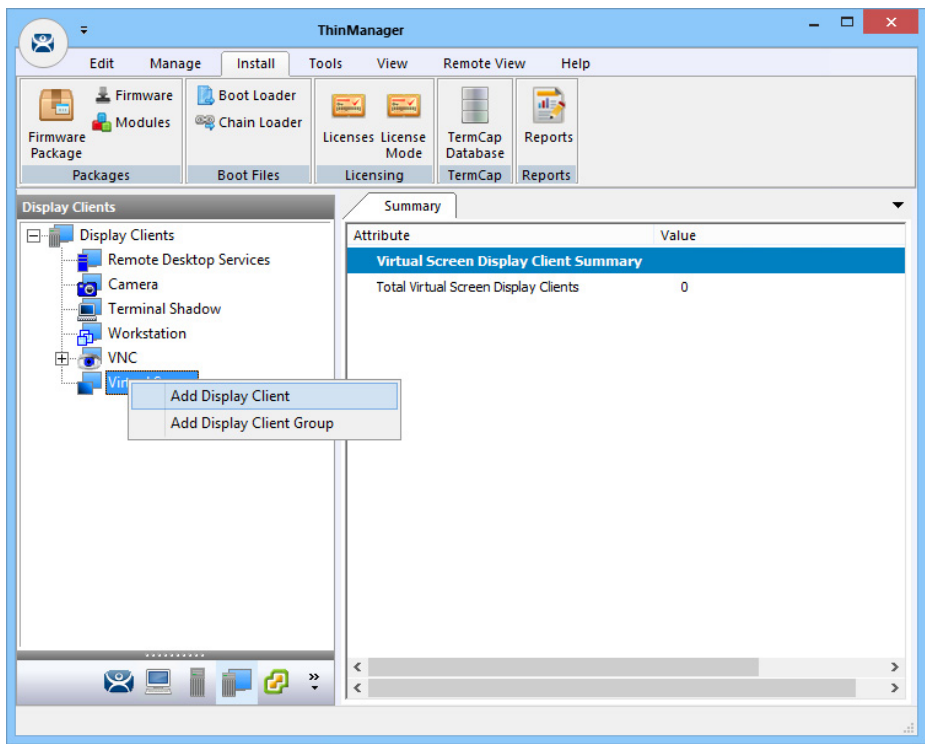 ThinManager
Edit Manage Install Tools View Remote View Help
Firmware Package
Firmware
Modules
Packages
Boot Loader
Chain Loader
Boot Files
Licenses
License Mode
Licensing
TermCap Database
TermCap
Reports
Reports
Display Clients
Display Clients
Remote Desktop Services
Camera
Terminal Shadow
Workstation
VNC
Add Display Client
Add Display Client Group
Summary
Attribute Value
Virtual Screen Display Client Summary
Total Virtual Screen Display Clients 0